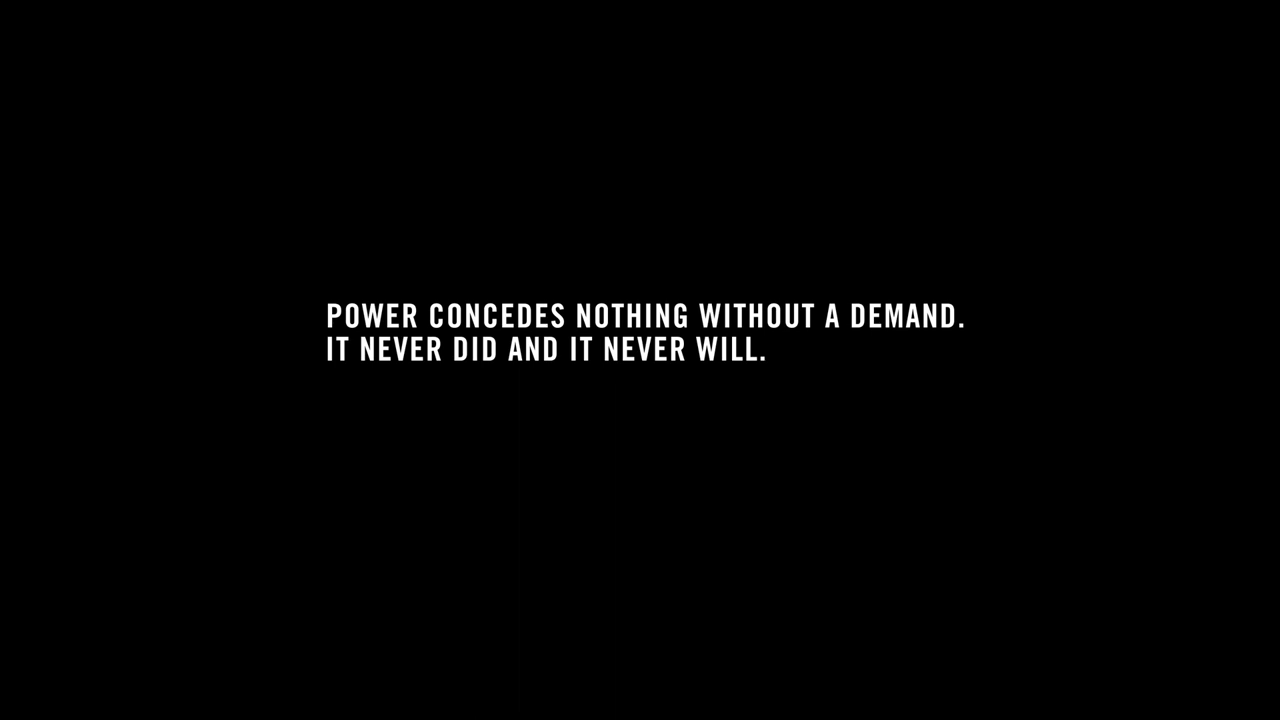 POWER CONCEDES NOTHING WITHOUT A DEMAND.
IT NEVER DID AND IT NEVER WILL.